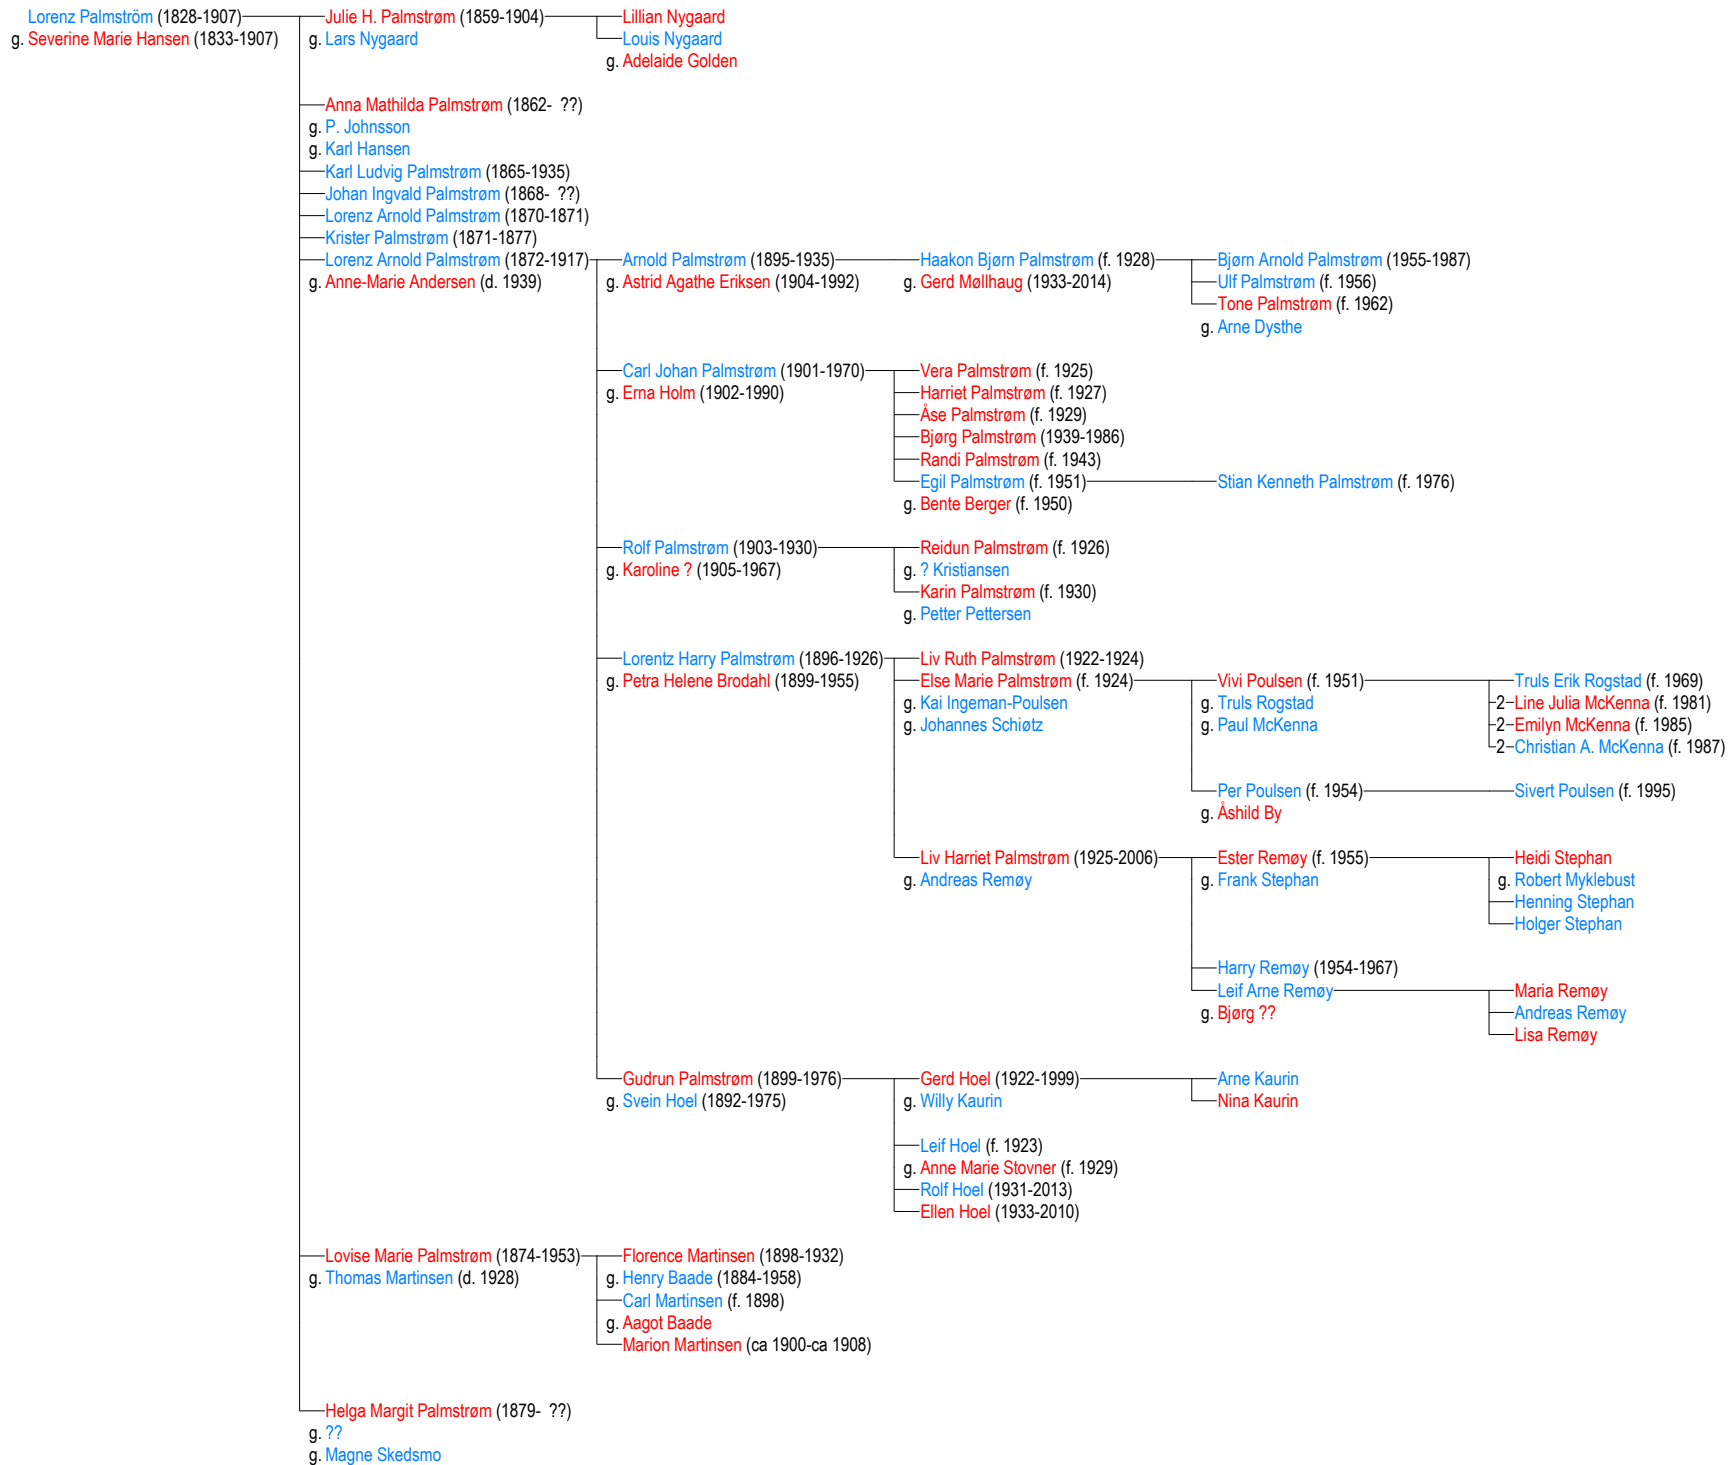 Lorenz Palmström (1828-1907) Julie H. Palmstrøm (1859-1904) Lillian Nygaard
g. Severine Marie Hansen (1833-1907) g. Lars Nygaard Louis Nygaard
g. Adelaide Golden
Anna Mathilda Palmstrøm (1862- ??)
g. P. Johnsson
g. Karl Hansen
Karl Ludvig Palmstrøm (1865-1935)
Johan Ingvald Palmstrøm (1868- ??)
Lorenz Arnold Palmstrøm (1870-1871)
Krister Palmstrøm (1871-1877)
Lorenz Arnold Palmstrøm (1872-1917) Arnold Palmstrøm (1895-1935) Haakon Bjørn Palmstrøm (f. 1928) Bjørn Arnold Palmstrøm (1955-1987)
g. Anne-Marie Andersen (d. 1939) g. Astrid Agathe Eriksen (1904-1992) g. Gerd Møllhaug (1933-2014) Ulf Palmstrøm (f. 1956)
Tone Palmstrøm (f. 1962)
g. Arne Dysthe
Carl Johan Palmstrøm (1901-1970) Vera Palmstrøm (f. 1925)
g. Erna Holm (1902-1990) Harriet Palmstrøm (f. 1927)
Åse Palmstrøm (f. 1929)
Bjørg Palmstrøm (1939-1986)
Randi Palmstrøm (f. 1943)
Egil Palmstrøm (f. 1951) Stian Kenneth Palmstrøm (f. 1976)
g. Bente Berger (f. 1950)
Rolf Palmstrøm (1903-1930) Reidun Palmstrøm (f. 1926)
g. Karoline ? (1905-1967) g. ? Kristiansen
Karin Palmstrøm (f. 1930)
g. Petter Pettersen
Lorentz Harry Palmstrøm (1896-1926) Liv Ruth Palmstrøm (1922-1924)
g. Petra Helene Brodahl (1899-1955) Else Marie Palmstrøm (f. 1924) Vivi Poulsen (f. 1951) Truls Erik Rogstad (f. 1969)
g. Kai Ingeman-Poulsen g. Truls Rogstad 2 Line Julia McKenna (f. 1981)
g. Johannes Schiøtz g. Paul McKenna 2 Emilyn McKenna (f. 1985)
2 Christian A. McKenna (f. 1987)
Per Poulsen (f. 1954) Sivert Poulsen (f. 1995)
g. Åshild By
Liv Harriet Palmstrøm (1925-2006) Ester Remøy (f. 1955) Heidi Stephan
g. Andreas Remøy g. Frank Stephan g. Robert Myklebust
Henning Stephan
Holger Stephan
Harry Remøy (1954-1967)
Leif Arne Remøy Maria Remøy
g. Bjørg ?? Andreas Remøy
Lisa Remøy
Gudrun Palmstrøm (1899-1976) Gerd Hoel (1922-1999) Arne Kaurin
g. Svein Hoel (1892-1975) g. Willy Kaurin Nina Kaurin
Leif Hoel (f. 1923)
g. Anne Marie Stovner (f. 1929)
Rolf Hoel (1931-2013)
Ellen Hoel (1933-2010)
Lovise Marie Palmstrøm (1874-1953) Florence Martinsen (1898-1932)
g. Thomas Martinsen (d. 1928) g. Henry Baade (1884-1958)
Carl Martinsen (f. 1898)
g. Aagot Baade
Marion Martinsen (ca 1900-ca 1908)
Helga Margit Palmstrøm (1879- ??)
g. ??
g. Magne Skedsmo